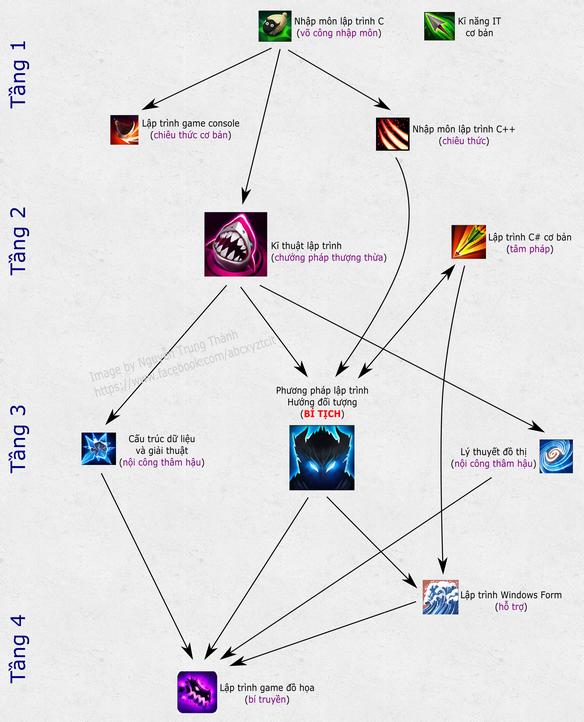 Tầng 1
Nhập môn lập trình C
(võ công nhập môn)
Kĩ năng IT
cơ bản
Lập trình game console
(chiêu thức cơ bản)
Nhập môn lập trình C++
(chiêu thức)
Tầng 2
Kĩ thuật lập trình
(chưởng pháp thượng thừa)
Lập trình C# cơ bản
(tâm pháp)
Image by Nguyễn Trung Thành
https://www.facebook.com/abcxyztcit
Tầng 3
Phương pháp lập trình
Hướng đối tượng
(BÍ TỊCH)
Cấu trúc dữ liệu
và giải thuật
(nội công thâm hậu)
Lý thuyết đồ thị
(nội công thâm hậu)
Tầng 4
Lập trình Windows Form
(hỗ trợ)
Lập trình game đồ họa
(bí truyền)